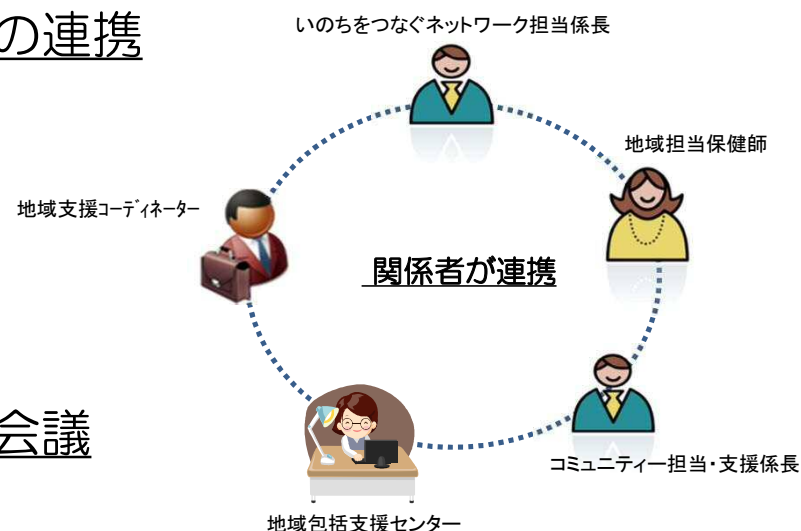 の連携
いのちをつなぐネットワーク担当係長
地域担当保健師
地域支援ｺｰﾃﾞｨﾈｰﾀｰ
関係者が連携
会議
コミュニティー担当・支援係長
地域包括支援センター